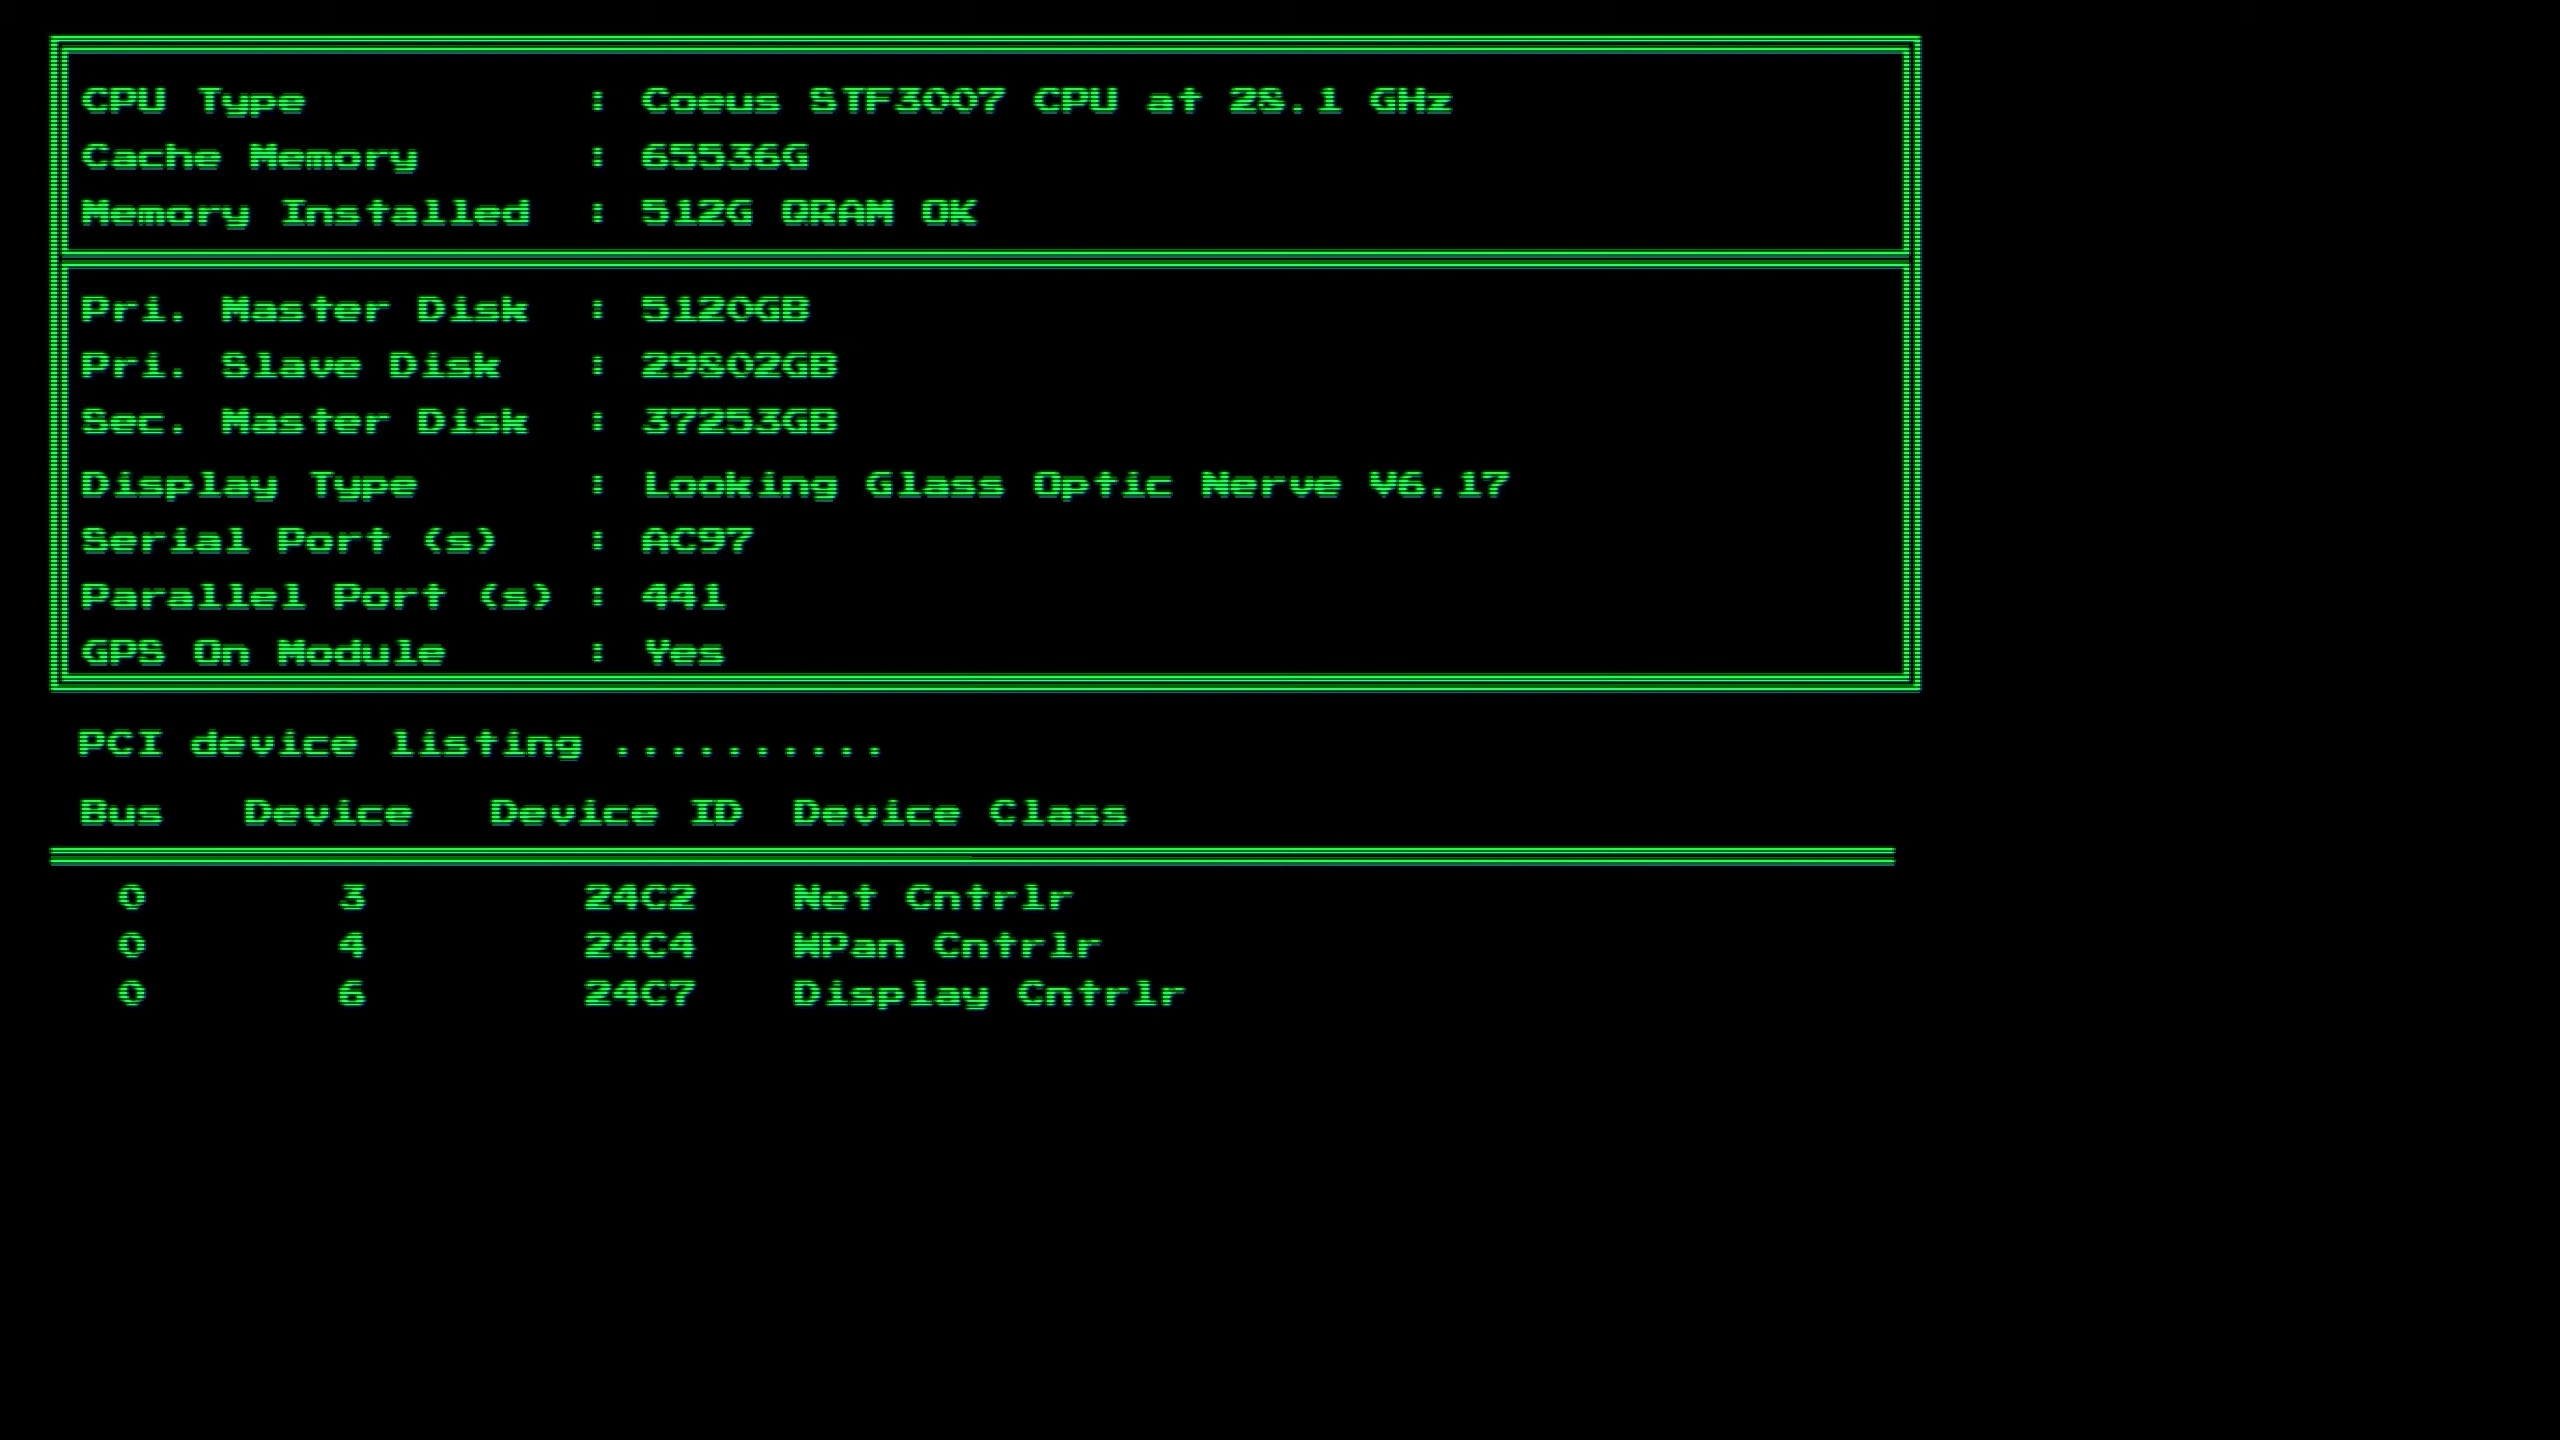 CPU Type : Coeus STF3007 CPU at 28.1 GHz
Cache Memory : 65536G
Memory Installed : 512G QRAM OK
Pri. Master Disk : 5120GB
Pri. Slave Disk : 29802GB
Sec. Master Disk : 37253GB
Display Type : Looking Glass Optic Nerve V6.17
Serial Port (s) : AC97
Parallel Port (s) : 441
GPS On Module : Yes
PCI device listing ..........
Bus Device Device ID Device Class
0 3 24C2 Net Cntrlr
0 4 24C4 WPan Cntrlr
0 6 24C7 Display Cntrlr